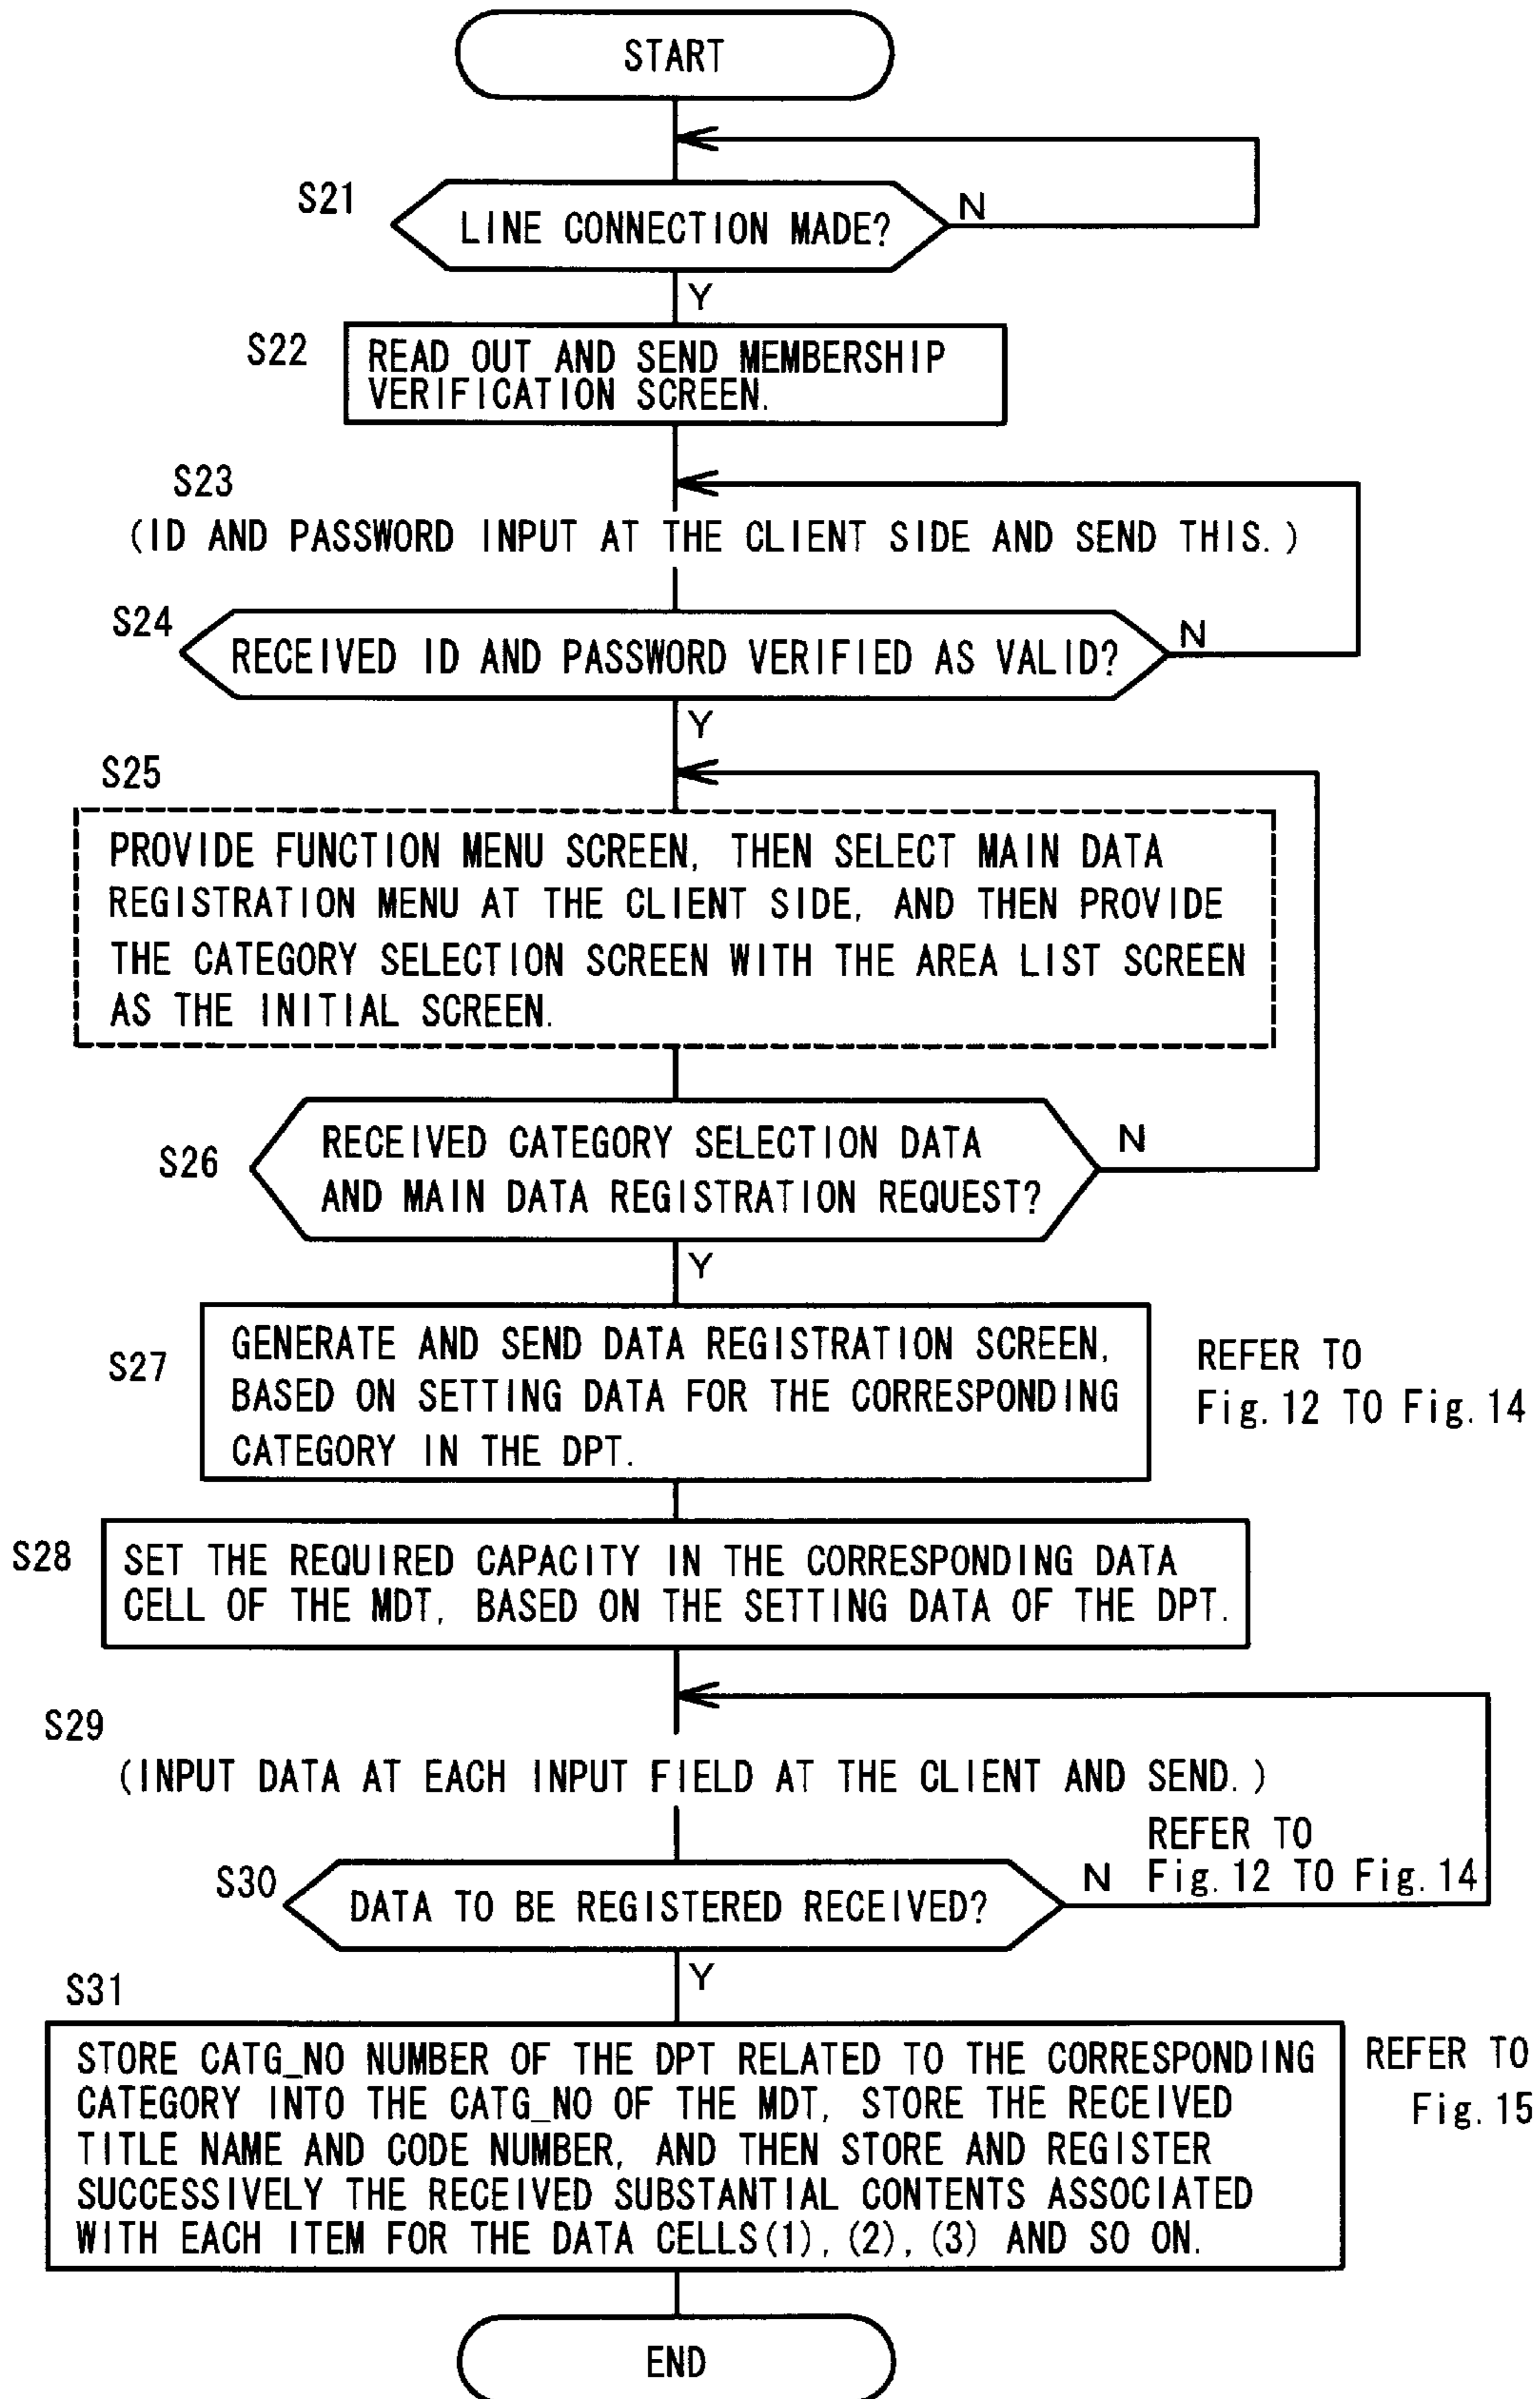 START
S21
LINE CONNECTION MADE?
N
Y
S22
READ OUT AND SEND MEMBERSHIP
VERIFICATION SCREEN.
S23
(ID AND PASSWORD INPUT AT THE CLIENT SIDE AND SEND THIS.)
S24
RECEIVED ID AND PASSWORD VERIFIED AS VALID?
N
Y
S25
PROVIDE FUNCTION MENU SCREEN, THEN SELECT MAIN DATA
REGISTRATION MENU AT THE CLIENT SIDE, AND THEN PROVIDE
THE CATEGORY SELECTION SCREEN WITH THE AREA LIST SCREEN
AS THE INITIAL SCREEN.
S26
RECEIVED CATEGORY SELECTION DATA
AND MAIN DATA REGISTRATION REQUEST?
N
Y
S27
GENERATE AND SEND DATA REGISTRATION SCREEN,
BASED ON SETTING DATA FOR THE CORRESPONDING
CATEGORY IN THE DPT.
REFER TO
Fig.12 TO Fig.14
S28
SET THE REQUIRED CAPACITY IN THE CORRESPONDING DATA
CELL OF THE MDT, BASED ON THE SETTING DATA OF THE DPT.
S29
(INPUT DATA AT EACH INPUT FIELD AT THE CLIENT AND SEND.)
REFER TO
Fig.12 TO Fig.14
S30
DATA TO BE REGISTERED RECEIVED?
N
Y
S31
STORE CATG_NO NUMBER OF THE DPT RELATED TO THE CORRESPONDING
CATEGORY INTO THE CATG_NO OF THE MDT, STORE THE RECEIVED
TITLE NAME AND CODE NUMBER, AND THEN STORE AND REGISTER
SUCCESSIVELY THE RECEIVED SUBSTANTIAL CONTENTS ASSOCIATED
WITH EACH ITEM FOR THE DATA CELLS(1), (2), (3) AND SO ON.
REFER TO
Fig.15
END